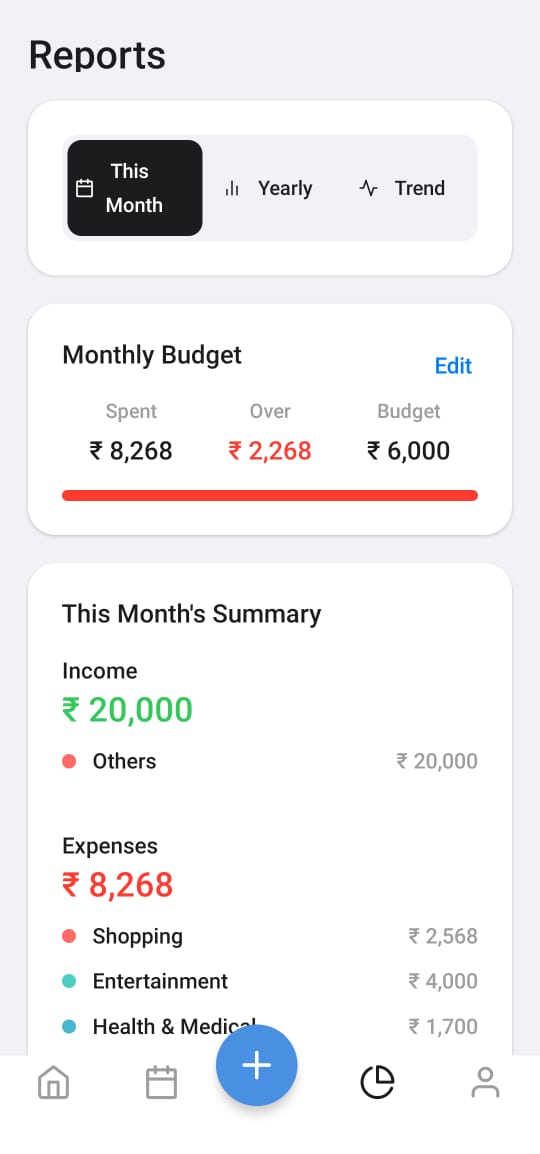 Reports
This
Month
Yearly
Trend
Monthly Budget
Edit
Spent
Over
Budget
₹ 8,268
₹ 2,268
₹ 6,000
This Month's Summary
Income
₹ 20,000
Others
₹ 20,000
Expenses
₹ 8,268
Shopping
₹ 2,568
Entertainment
₹ 4,000
Health & Medical
₹ 1,700